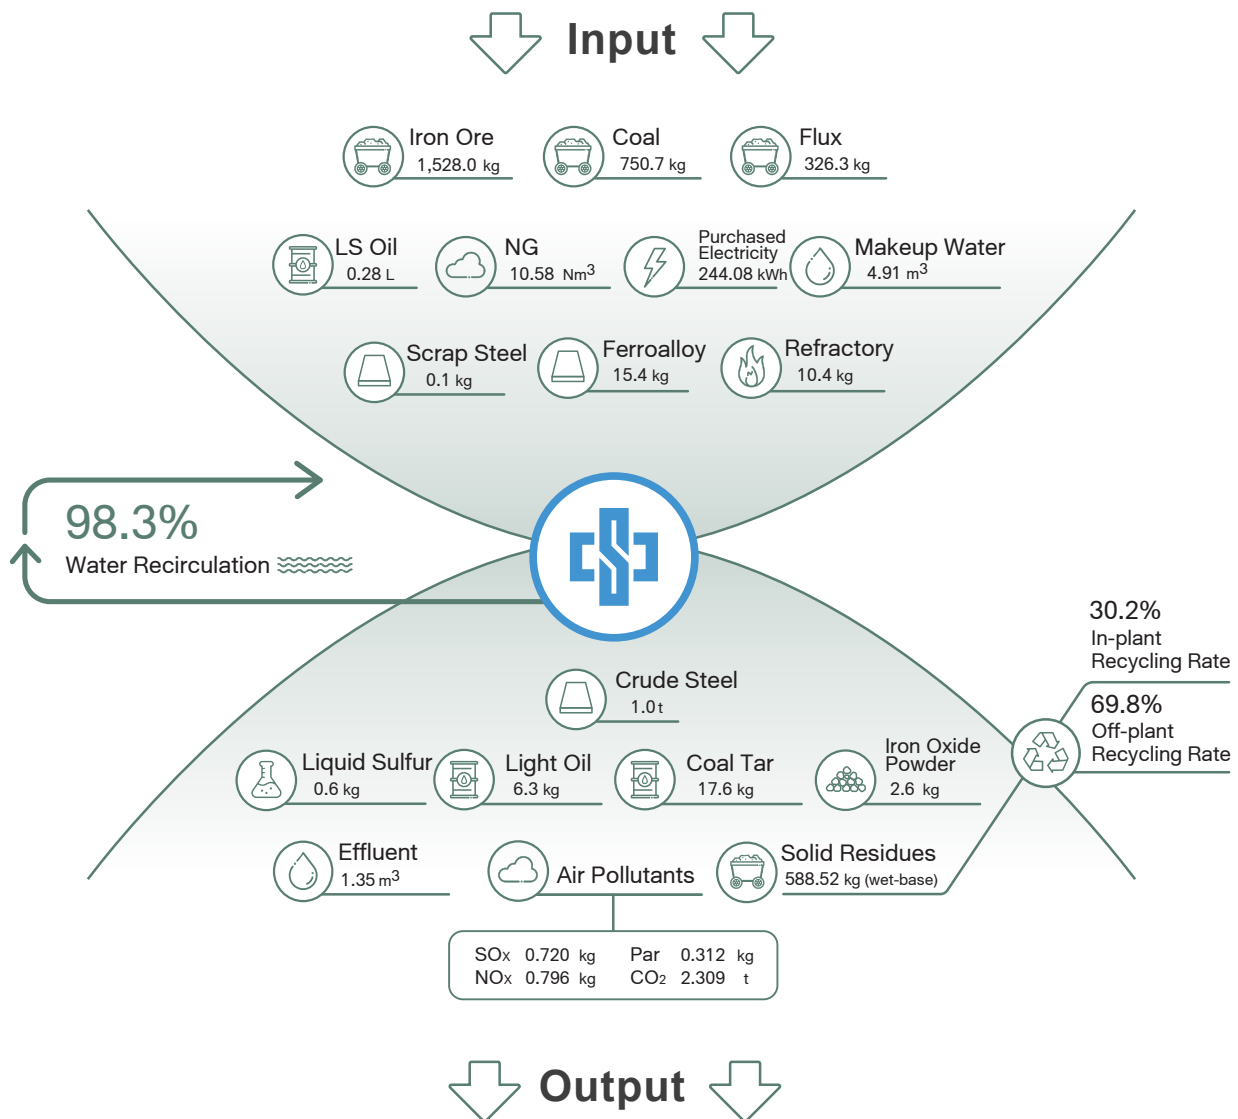 Input
Iron Ore
1,528.0 kg
Coal
750.7 kg
Flux
326.3 kg
LS Oil
0.28 L
NG
10.58 Nm³
Purchased
Electricity
244.08 kWh
Makeup Water
4.91 m³
Scrap Steel
0.1 kg
Ferroalloy
15.4 kg
Refractory
10.4 kg
98.3%
Water Recirculation
30.2%
In-plant
Recycling Rate
69.8%
Off-plant
Recycling Rate
Crude Steel
1.0 t
Liquid Sulfur
0.6 kg
Light Oil
6.3 kg
Coal Tar
17.6 kg
Iron Oxide
Powder
2.6 kg
Effluent
1.35 m³
Air Pollutants
Solid Residues
588.52 kg (wet-base)
SOx 0.720 kg Par 0.312 kg
NOx 0.796 kg CO₂ 2.309 t
Output